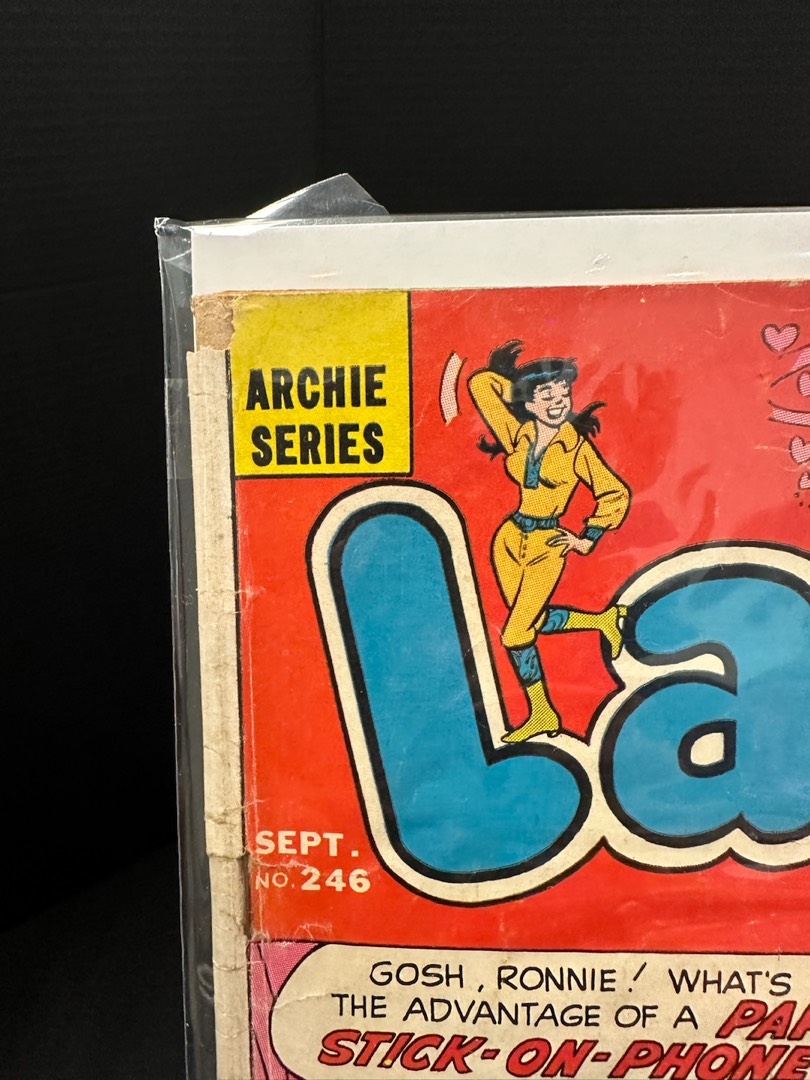 ARCHIE
SERIES
La
SEPT.
NO. 246
GOSH, RONNIE! WHAT'S
THE ADVANTAGE OF A
STICK-ON-PHONE